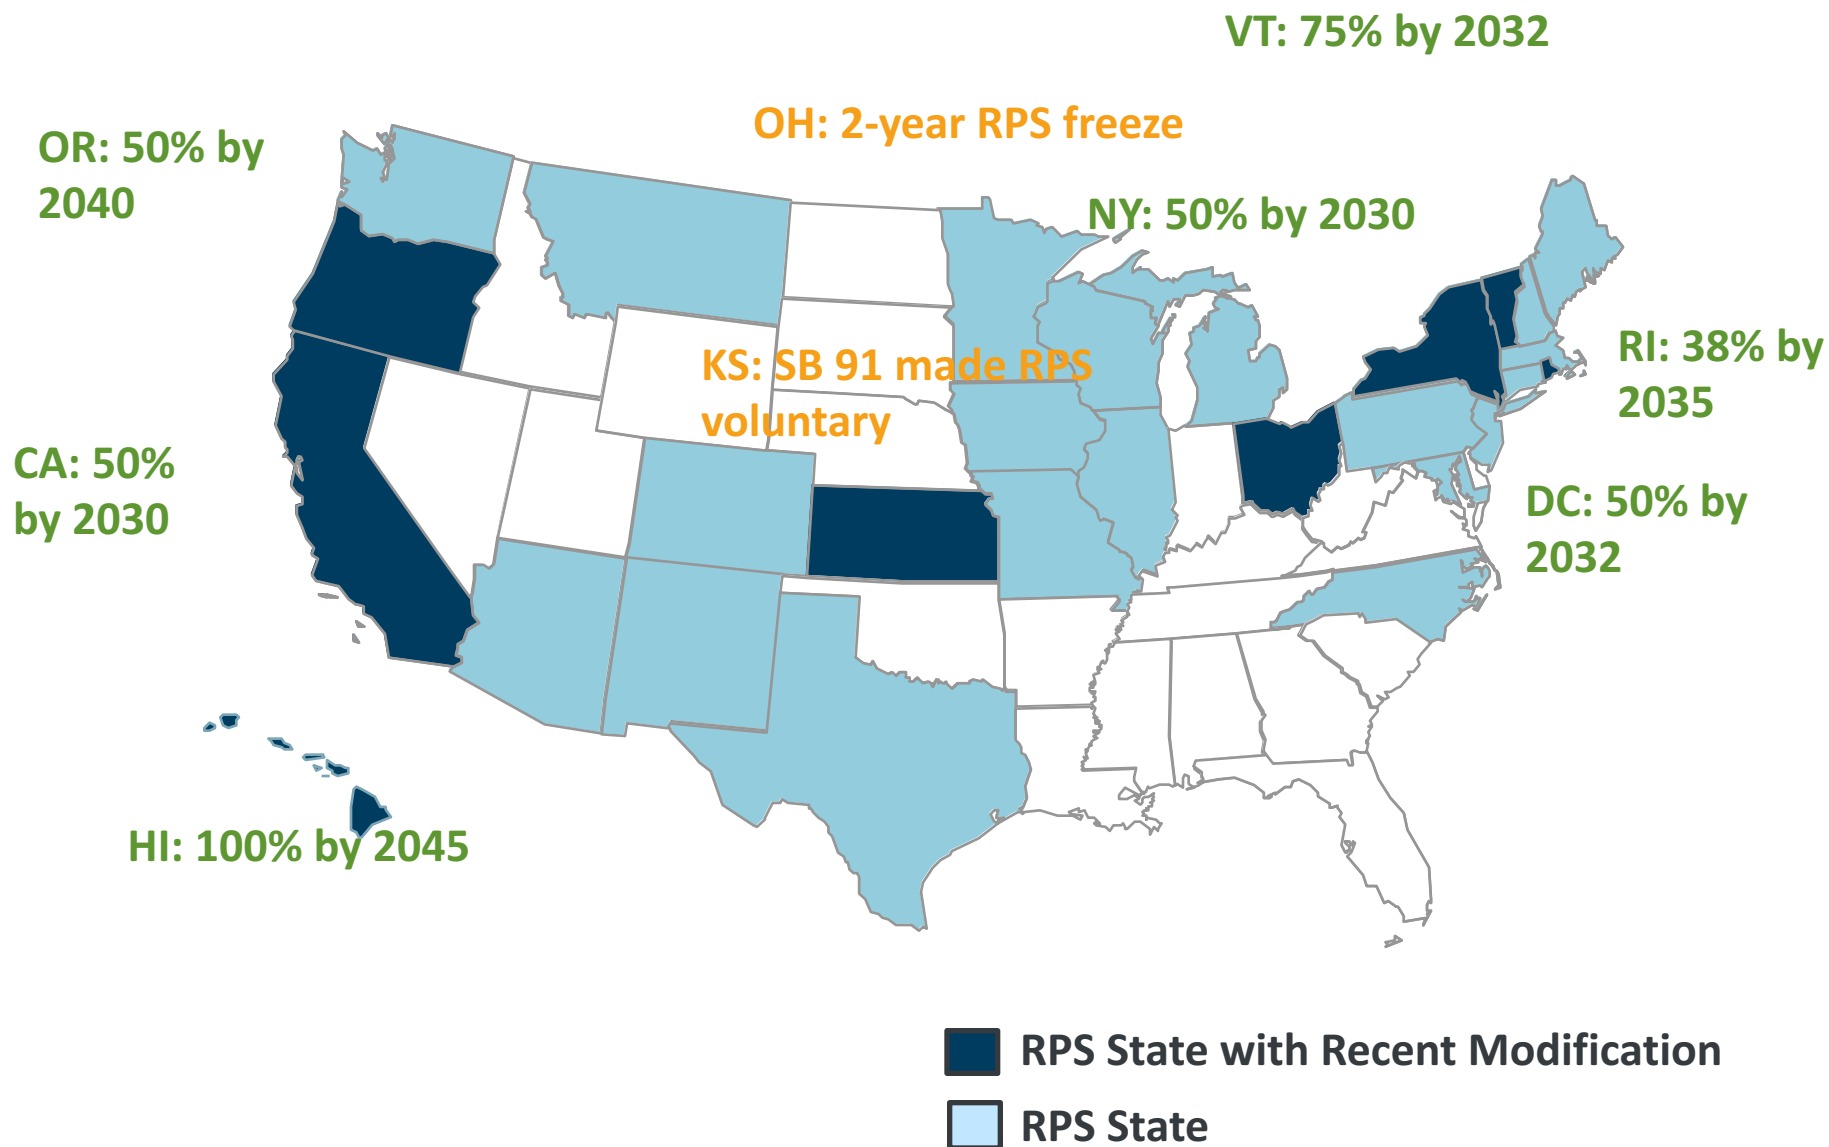 VT: 75% by 2032
OH: 2-year RPS freeze
OR: 50% by
2040
NY: 50% by 2030
RI: 38% by
2035
KS: SB 91 made RPS
voluntary
CA: 50%
by 2030
DC: 50% by
2032
HI: 100% by 2045
RPS State with Recent Modification
RPS State